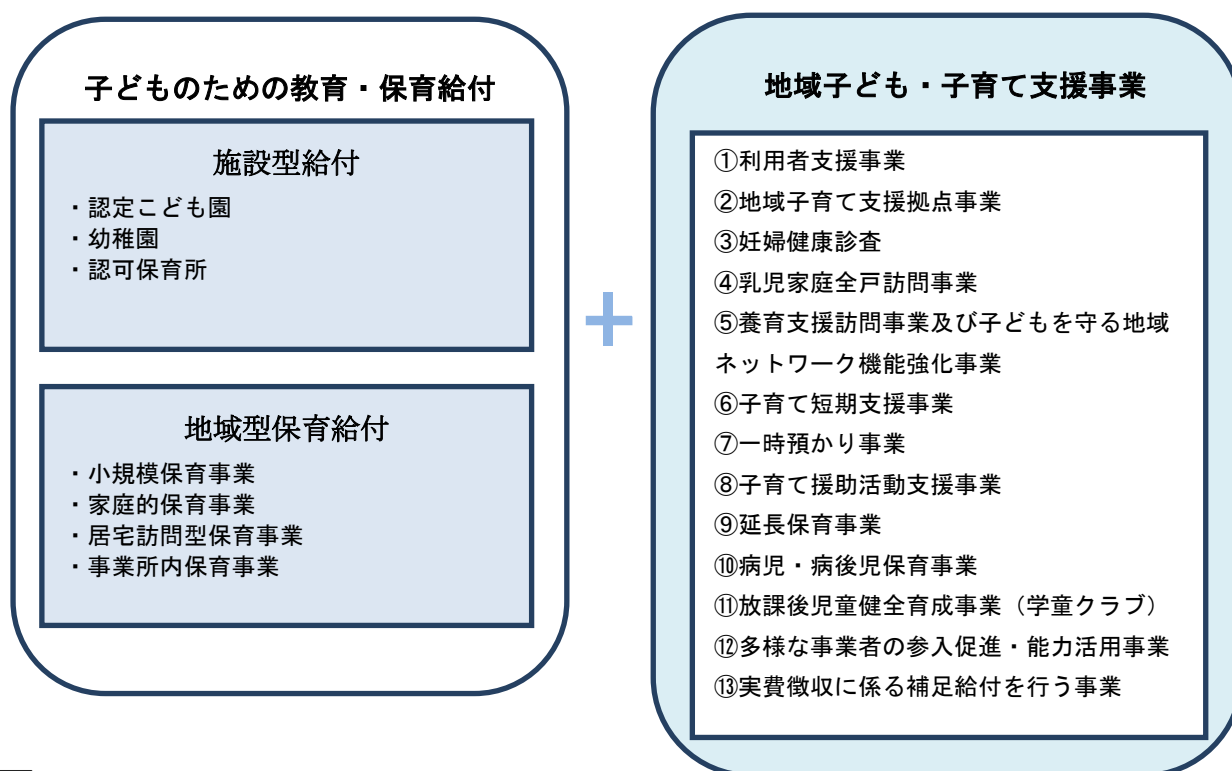 子どものための教育・保育給付
施設型給付
・認定こども園
・幼稚園
・認可保育所
地域型保育給付
・小規模保育事業
・家庭的保育事業
・居宅訪問型保育事業
・事業所内保育事業
+
地域子ども・子育て支援事業
①利用者支援事業
②地域子育て支援拠点事業
③妊婦健康診査
④乳児家庭全戸訪問事業
⑤養育支援訪問事業及び子どもを守る地域
ネットワーク機能強化事業
⑥子育て短期支援事業
⑦一時預かり事業
⑧子育て援助活動支援事業
⑨延長保育事業
⑩病児・病後児保育事業
⑪放課後児童健全育成事業（学童クラブ）
⑫多様な事業者の参入促進・能力活用事業
⑬実費徴収に係る補足給付を行う事業